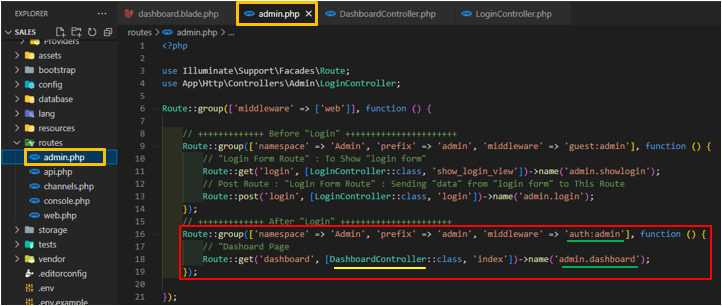 EXPLORER
SALES
Providers
assets
bootstrap
config
database
lang
resources
routes
admin.php
api.php
channels.php
console.php
web.php
storage
tests
vendor
.editorconfig
.env
.env.example
dashboard.blade.php
admin.php
DashboardController.php
LoginController.php
routes > admin.php > ...
1 <?php
2
3 use Illuminate\Support\Facades\Route;
4 use App\Http\Controllers\Admin\LoginController;
5
6 Route::group(['middleware' => ['web']], function () {
7
8 // +++++++++++++ Before "Login" ++++++++++++++++++++++
9 Route::group(['namespace' => 'Admin', 'prefix' => 'admin', 'middleware' => 'guest:admin'], function () {
10 // "Login Form Route" : To Show "login form"
11 Route::get('login', [LoginController::class, 'show_login_view'])->name('admin.showlogin');
12 // Post Route : "Login Form Route" : Sending "data" from "login form" to This Route
13 Route::post('login', [LoginController::class, 'login'])->name('admin.login');
14 });
15 // +++++++++++++ After "Login" ++++++++++++++++++++++
16 Route::group(['namespace' => 'Admin', 'prefix' => 'admin', 'middleware' => 'auth:admin'], function () {
17 // "Dashoard Page
18 Route::get('dashboard', [DashboardController::class, 'index'])->name('admin.dashboard');
19 });
20
21 });